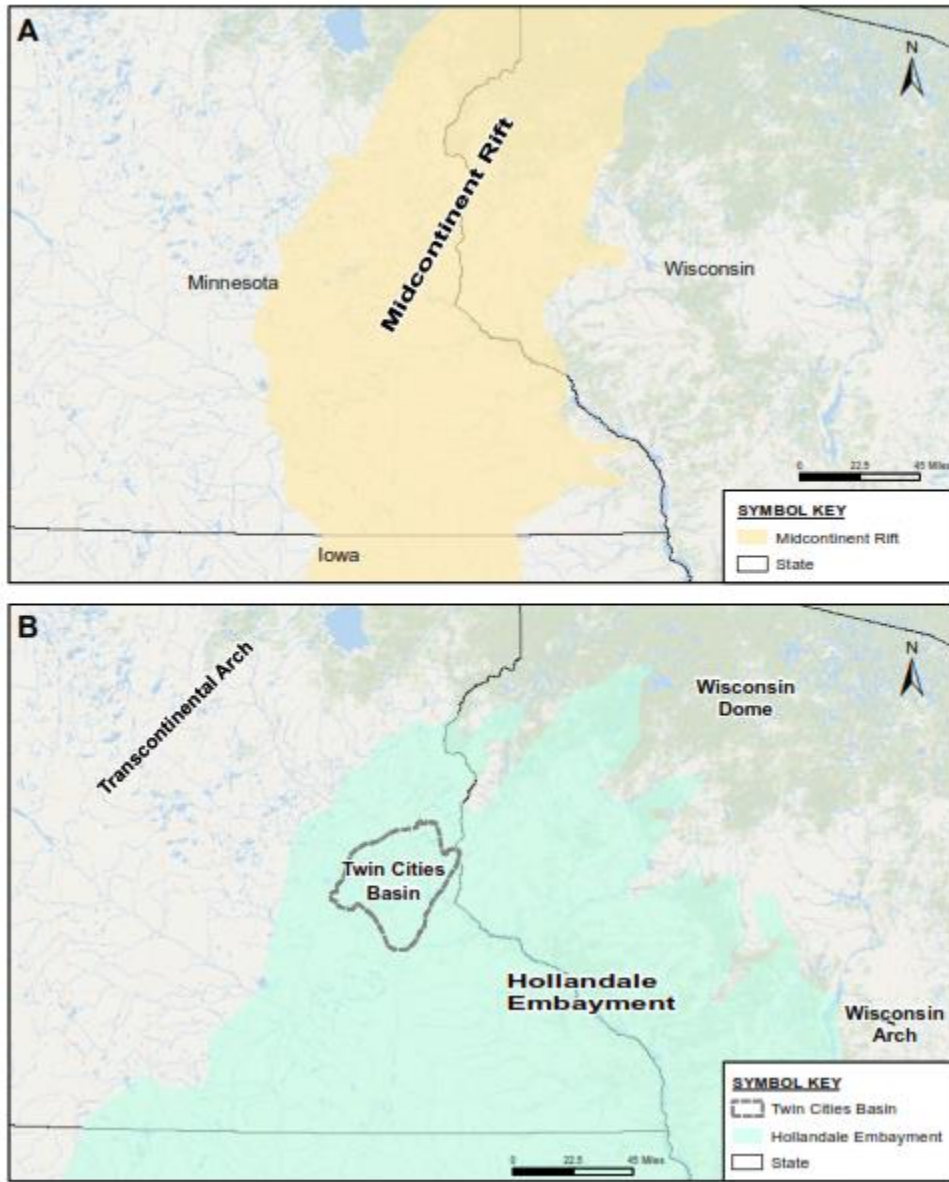 A
N
Midcontinent Rift
Minnesota
Wisconsin
0 22.5 45 Miles
SYMBOL KEY
Midcontinent Rift
State
Iowa
B
N
Transcontinental Arch
Wisconsin
Dome
Twin Cities
Basin
Hollandale
Embayment
Wisconsin
Arch
SYMBOL KEY
Twin Cities Basin
Hollandale Embayment
State
0 22.5 45 Miles